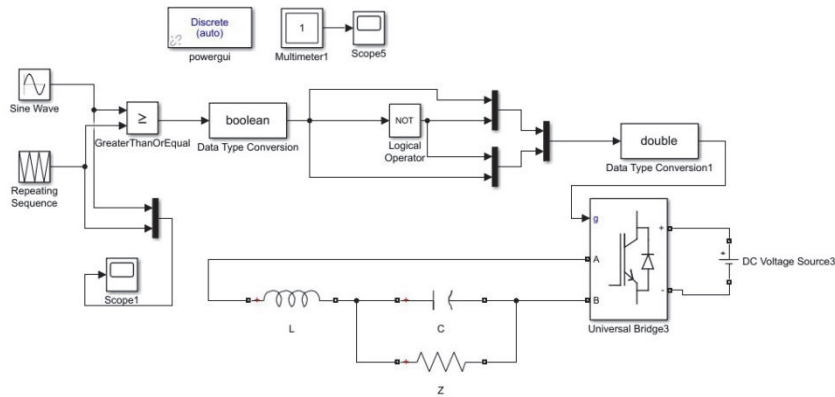 Discrete
(auto)
powergui
1
Multimeter1
Scope5
Sine Wave
≥
GreaterThanOrEqual
boolean
Data Type Conversion
NOT
Logical
Operator
double
Data Type Conversion1
Repeating
Sequence
Scope1
g
A
B
+
-
Universal Bridge3
+
DC Voltage Source3
+
L
+
C
+
Z